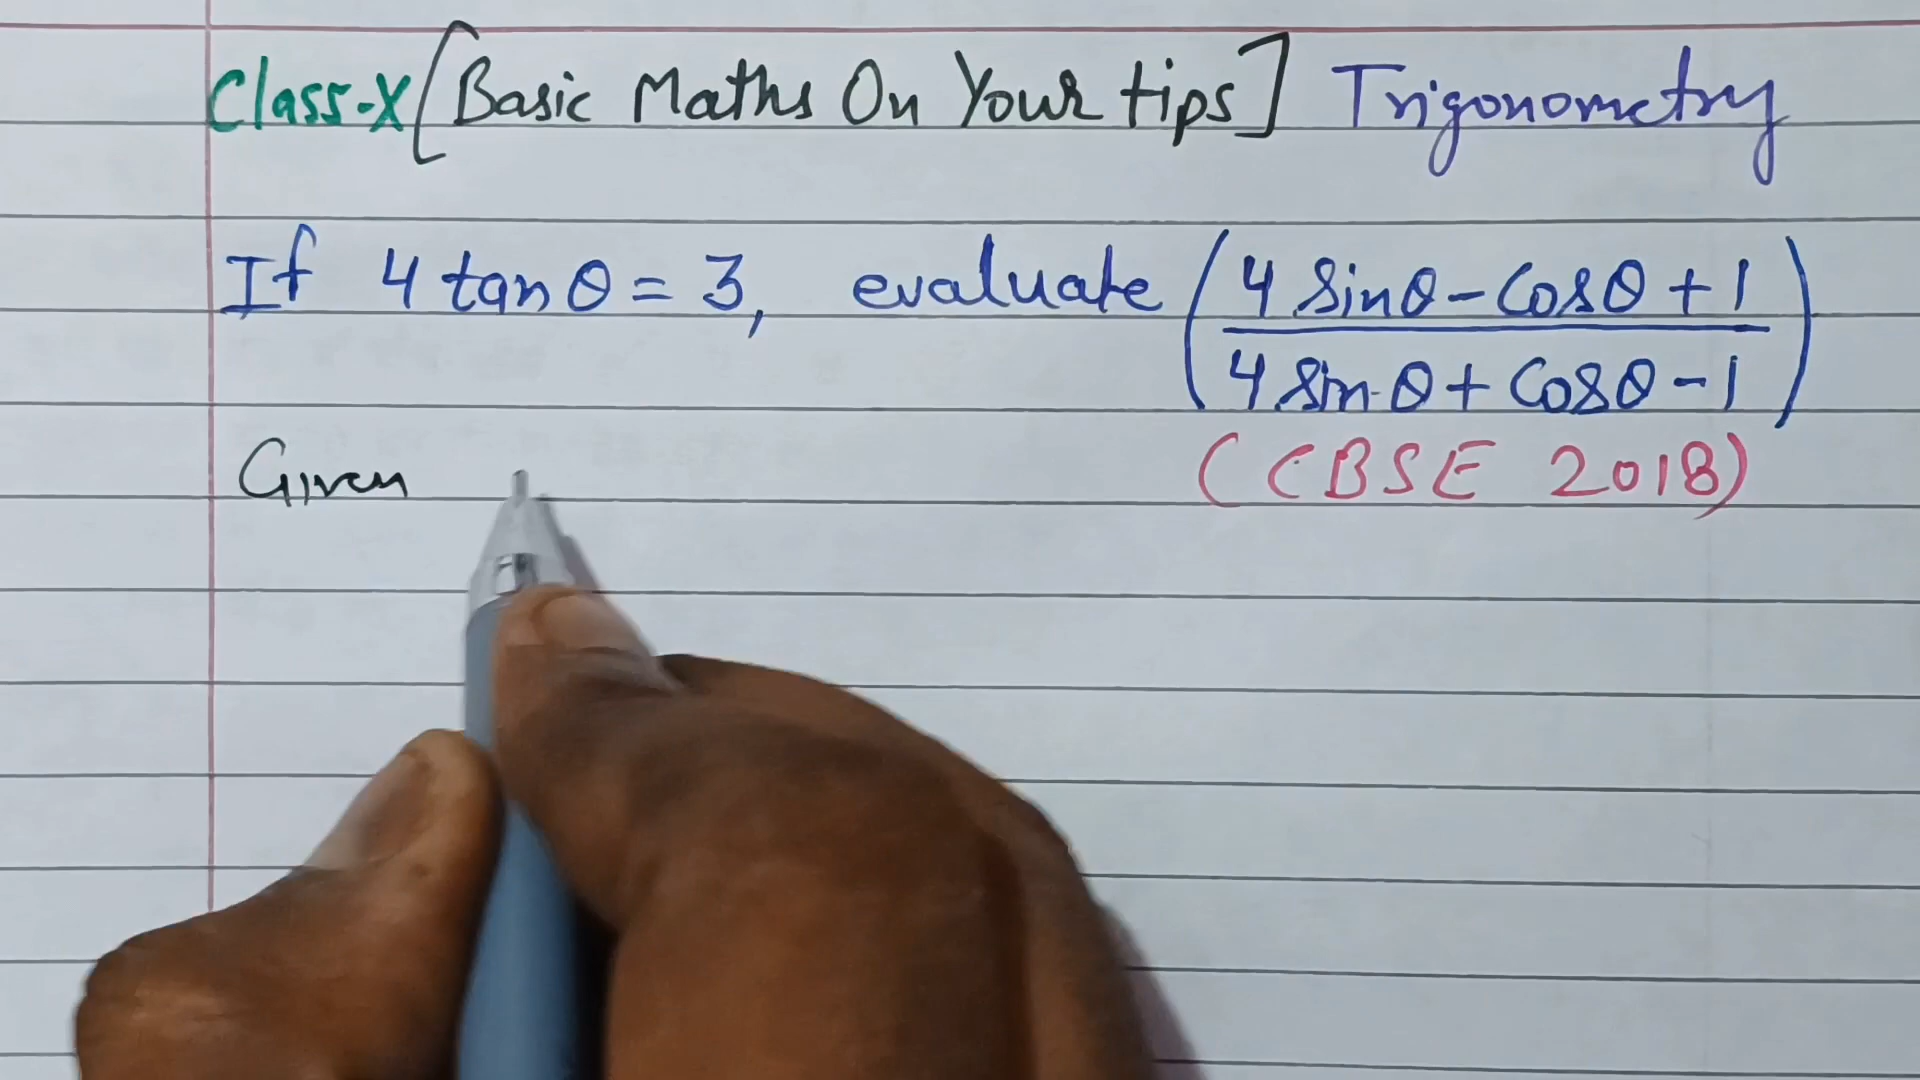 Class-X [Basic Maths On Your tips] Trigonometry
If 4 tanθ = 3, evaluate (4 sinθ - cosθ + 1 / 4 sinθ + cosθ - 1)
Given (CBSE 2018)